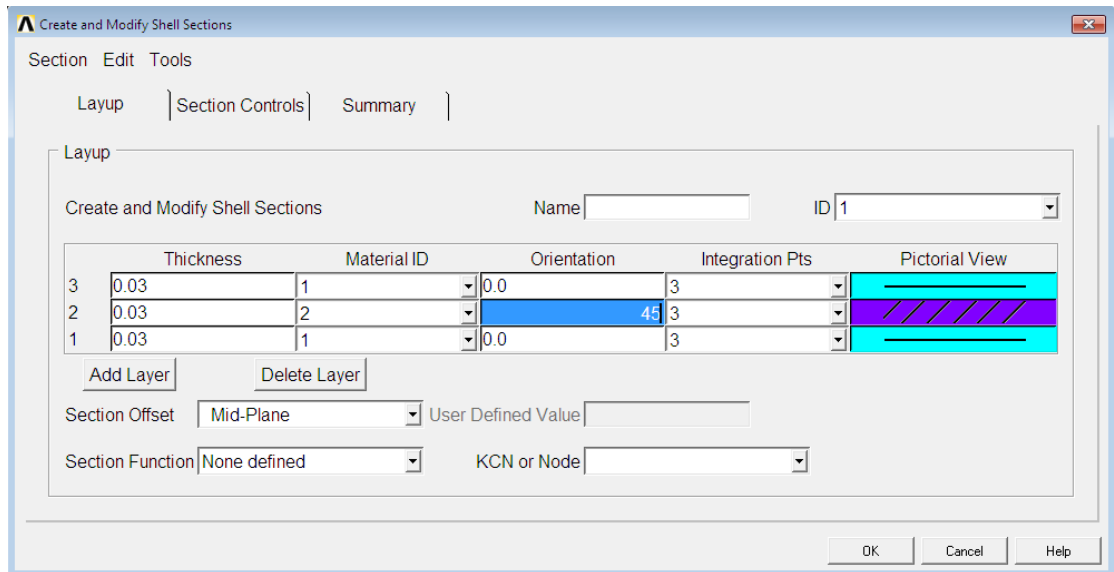 Create and Modify Shell Sections
Section Edit Tools
Layup Section Controls Summary
Layup
Create and Modify Shell Sections Name ID 1
Thickness Material ID Orientation Integration Pts Pictorial View
3 0.03 1 0.0 3
2 0.03 2 45 3
1 0.03 1 0.0 3
Add Layer Delete Layer
Section Offset Mid-Plane User Defined Value
Section Function None defined KCN or Node
OK Cancel Help